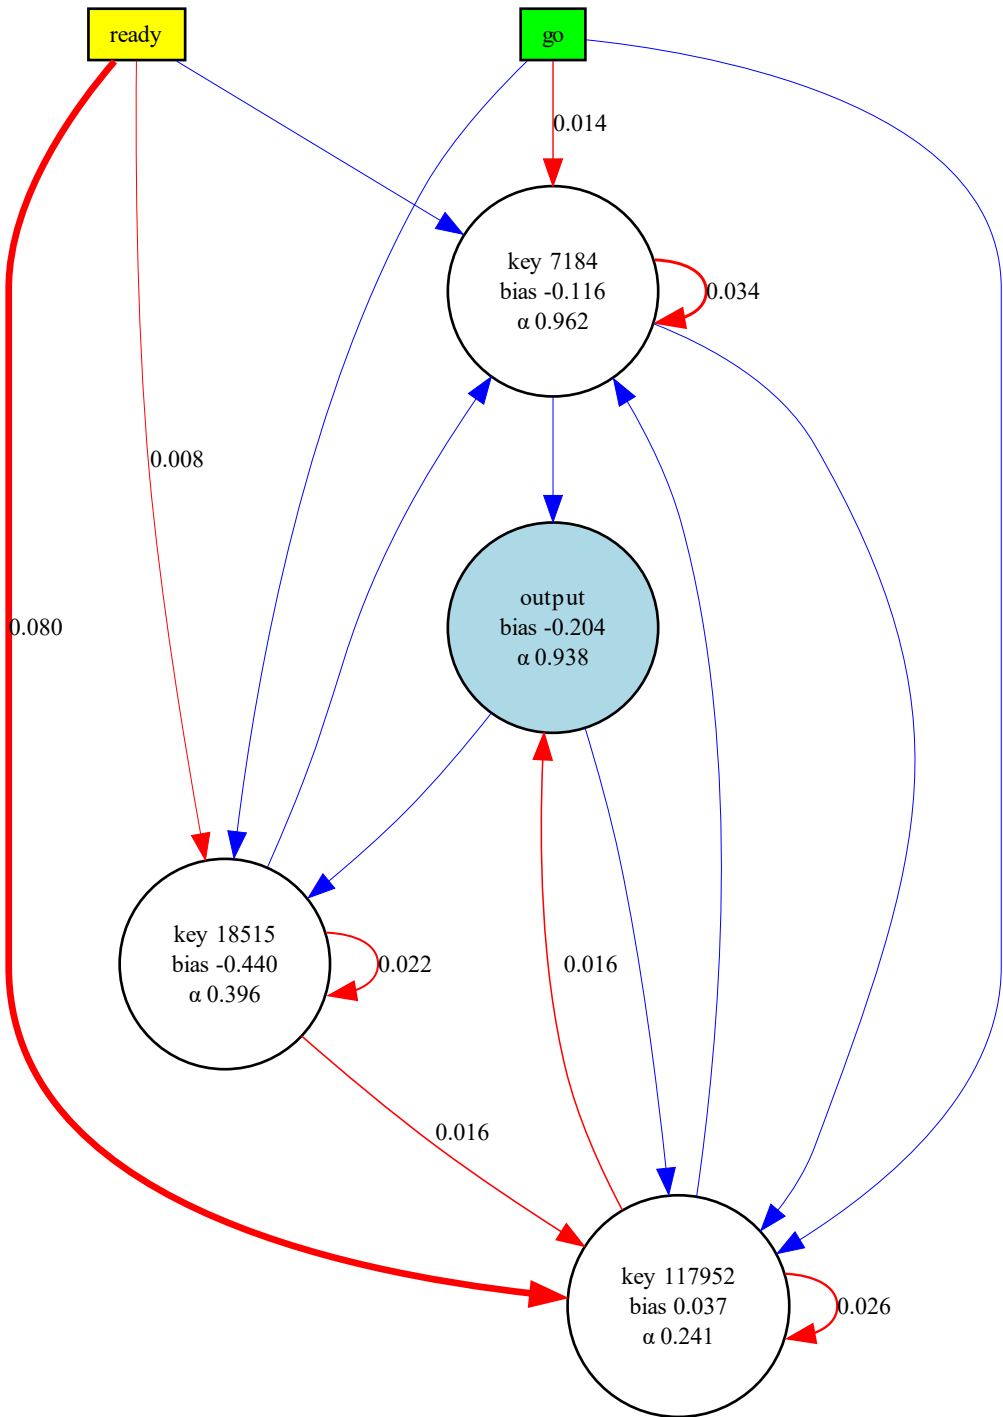 ready
go
0.014
key 7184
bias -0.116
α 0.962
0.034
0.008
output
bias -0.204
α 0.938
0.080
key 18515
bias -0.440
α 0.396
0.022
0.016
0.016
key 117952
bias 0.037
α 0.241
0.026